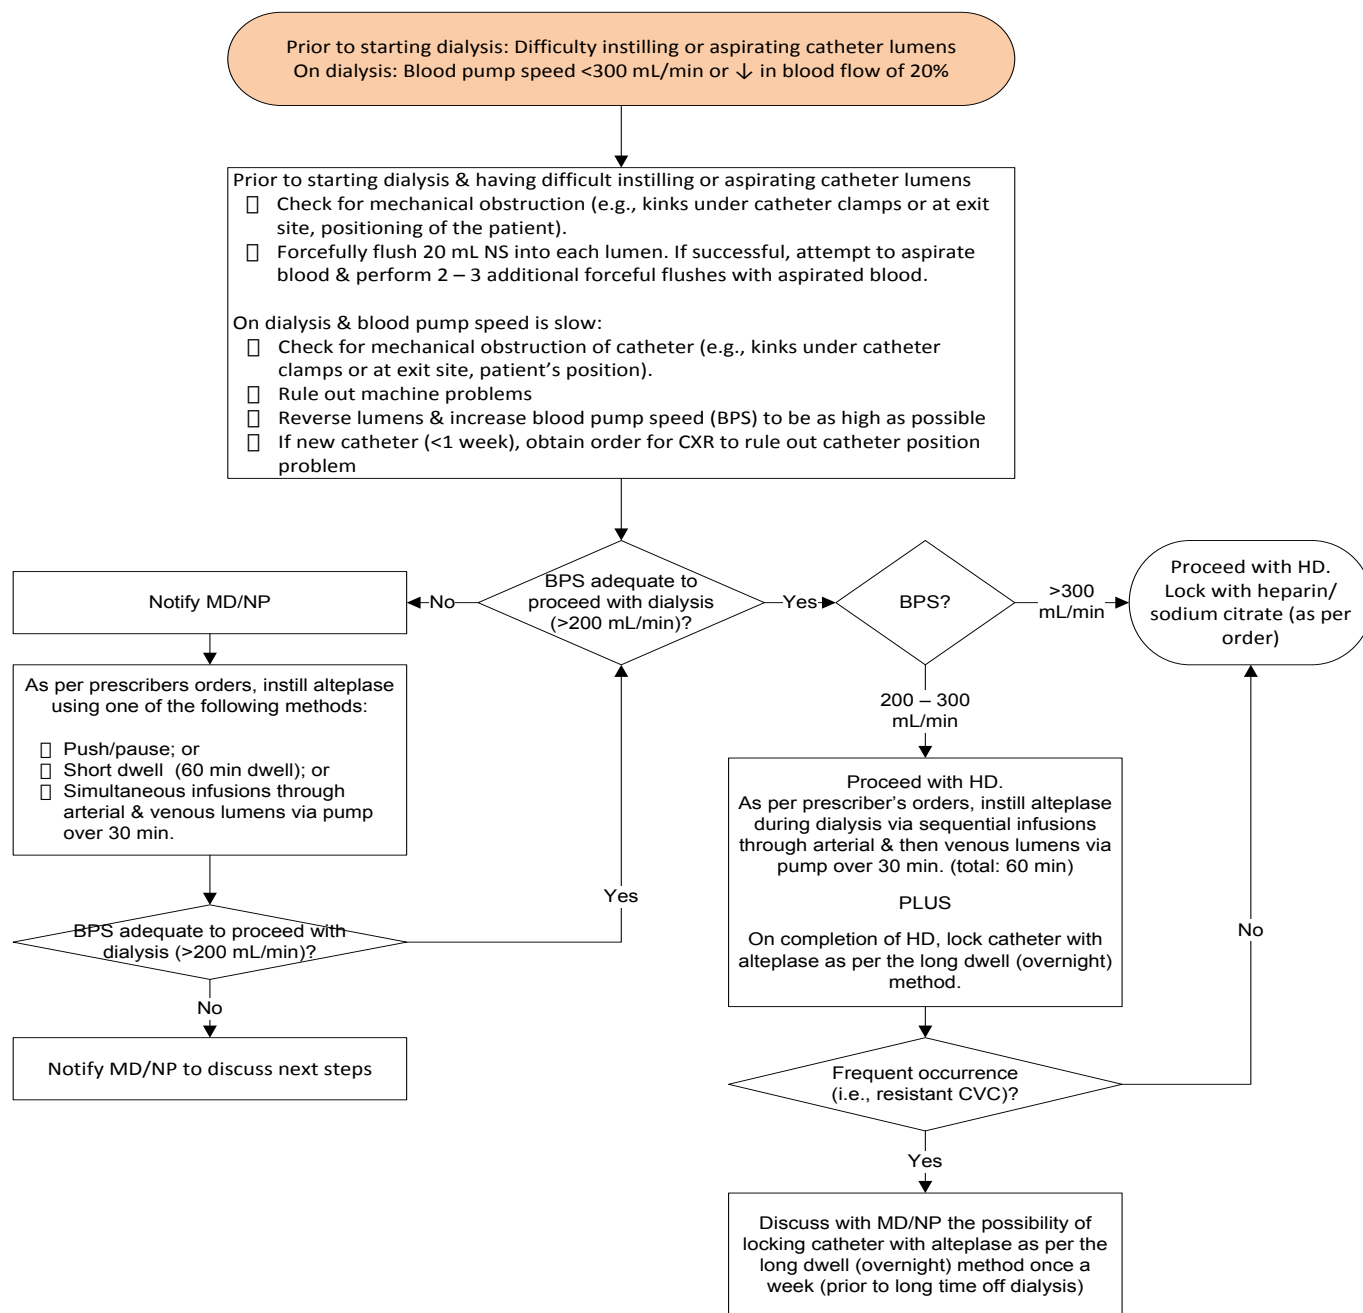 Prior to starting dialysis: Difficulty instilling or aspirating catheter lumens
On dialysis: Blood pump speed <300 mL/min or ↓ in blood flow of 20%
Prior to starting dialysis & having difficult instilling or aspirating catheter lumens
Check for mechanical obstruction (e.g., kinks under catheter clamps or at exit
site, positioning of the patient).
Forcefully flush 20 mL NS into each lumen. If successful, attempt to aspirate
blood & perform 2 – 3 additional forceful flushes with aspirated blood.
On dialysis & blood pump speed is slow:
Check for mechanical obstruction of catheter (e.g., kinks under catheter
clamps or at exit site, patient's position).
Rule out machine problems
Reverse lumens & increase blood pump speed (BPS) to be as high as possible
If new catheter (<1 week), obtain order for CXR to rule out catheter position
problem
BPS adequate to
proceed with dialysis
(>200 mL/min)?
No
Yes
Notify MD/NP
As per prescribers orders, instill alteplase
using one of the following methods:
Push/pause; or
Short dwell (60 min dwell); or
Simultaneous infusions through
arterial & venous lumens via pump
over 30 min.
BPS adequate to proceed with
dialysis (>200 mL/min)?
Yes
No
Notify MD/NP to discuss next steps
BPS?
>300
mL/min
Proceed with HD.
Lock with heparin/
sodium citrate (as per
order)
200 – 300
mL/min
Proceed with HD.
As per prescriber's orders, instill alteplase
during dialysis via sequential infusions
through arterial & then venous lumens via
pump over 30 min. (total: 60 min)
PLUS
On completion of HD, lock catheter with
alteplase as per the long dwell (overnight)
method.
Frequent occurrence
(i.e., resistant CVC)?
No
Yes
Discuss with MD/NP the possibility of
locking catheter with alteplase as per the
long dwell (overnight) method once a
week (prior to long time off dialysis)